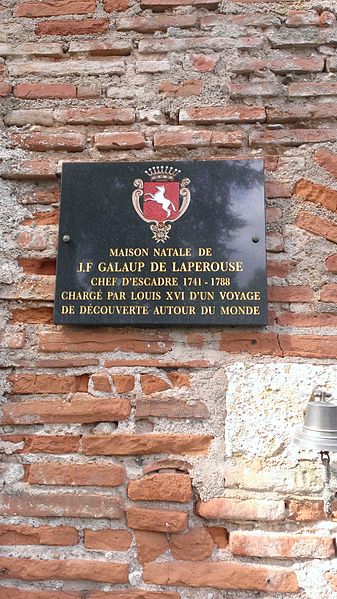 MAISON NATALE DE
J.F GALAUP DE LAPEROUSE
CHEF D'ESCADRE 1741 - 1788
CHARGÉ PAR LOUIS XVI D'UN VOYAGE
DE DÉCOUVERTE AUTOUR DU MONDE